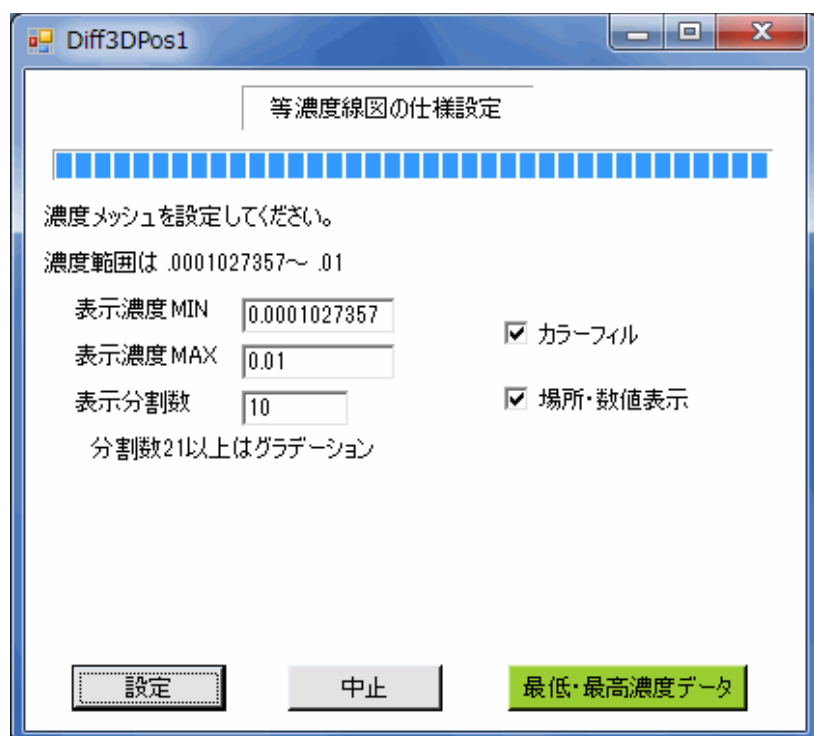 Diff3DPos1
等濃度線図の仕様設定
濃度メッシュを設定してください。
濃度範囲は .0001027357～ .01
表示濃度MIN 0.0001027357
カラーフィル
表示濃度MAX 0.01
表示分割数 10
場所・数値表示
分割数21以上はグラデーション
設定 中止 最低・最高濃度データ